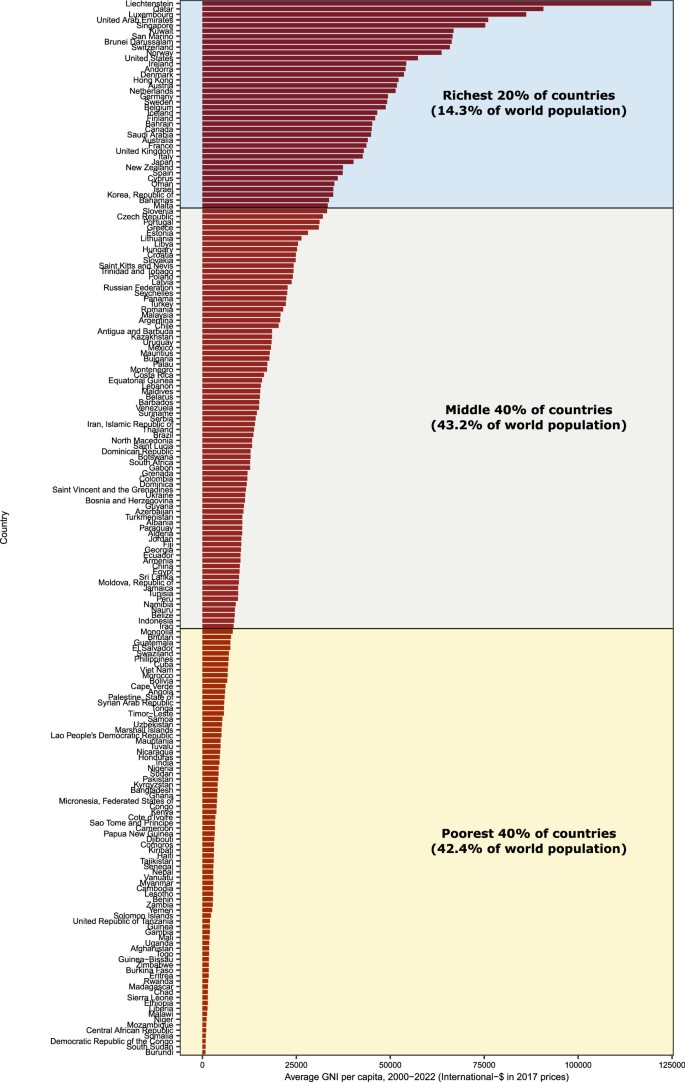 Liechtenstein
Qatar
Luxembourg
United Arab Emirates
Singapore
Kuwait
San Marino
Brunei Darussalam
Switzerland
Norway
United States
Ireland
Andorra
Denmark
Hong Kong
Austria
Netherlands
Germany
Sweden
Belgium
Iceland
Finland
Bahrain
Canada
Saudi Arabia
Australia
France
United Kingdom
Italy
Japan
New Zealand
Spain
Cyprus
Oman
Israel
Korea, Republic of
Bahamas
Malta
Richest 20% of countries
(14.3% of world population)
Slovenia
Czech Republic
Portugal
Greece
Estonia
Lithuania
Libya
Hungary
Croatia
Slovakia
Saint Kitts and Nevis
Trinidad and Tobago
Poland
Latvia
Russian Federation
Seychelles
Panama
Turkey
Romania
Malaysia
Argentina
Chile
Antigua and Barbuda
Kazakhstan
Uruguay
Mexico
Mauritius
Bulgaria
Palau
Montenegro
Costa Rica
Equatorial Guinea
Lebanon
Maldives
Belarus
Barbados
Venezuela
Suriname
Serbia
Iran, Islamic Republic of
Thailand
Brazil
North Macedonia
Saint Lucia
Dominican Republic
Botswana
South Africa
Gabon
Grenada
Colombia
Dominica
Saint Vincent and the Grenadines
Ukraine
Bosnia and Herzegovina
Guyana
Azerbaijan
Turkmenistan
Albania
Paraguay
Algeria
Jordan
Fiji
Georgia
Ecuador
Armenia
China
Egypt
Sri Lanka
Moldova, Republic of
Jamaica
Tunisia
Peru
Namibia
Nauru
Belize
Indonesia
Iraq
Middle 40% of countries
(43.2% of world population)
Mongolia
Bhutan
Guatemala
El Salvador
Swaziland
Philippines
Cuba
Viet Nam
Morocco
Bolivia
Cape Verde
Angola
Palestine, State of
Syrian Arab Republic
Tonga
Timor−Leste
Samoa
Uzbekistan
Marshall Islands
Lao People's Democratic Republic
Mauritania
Tuvalu
Nicaragua
Honduras
India
Nigeria
Sudan
Pakistan
Kyrgyzstan
Bangladesh
Ghana
Micronesia, Federated States of
Congo
Kenya
Cote d'Ivoire
Sao Tome and Principe
Cameroon
Papua New Guinea
Djibouti
Comoros
Kiribati
Haiti
Tajikistan
Senegal
Nepal
Vanuatu
Myanmar
Cambodia
Lesotho
Benin
Zambia
Yemen
Solomon Islands
United Republic of Tanzania
Guinea
Gambia
Mali
Uganda
Afghanistan
Togo
Guinea−Bissau
Zimbabwe
Burkina Faso
Eritrea
Rwanda
Madagascar
Chad
Sierra Leone
Ethiopia
Liberia
Malawi
Niger
Mozambique
Central African Republic
Somalia
Democratic Republic of the Congo
South Sudan
Burundi
Poorest 40% of countries
(42.4% of world population)
Country
0 25000 50000 75000 100000 125000
Average GNI per capita, 2000−2022 (International−$ in 2017 prices)